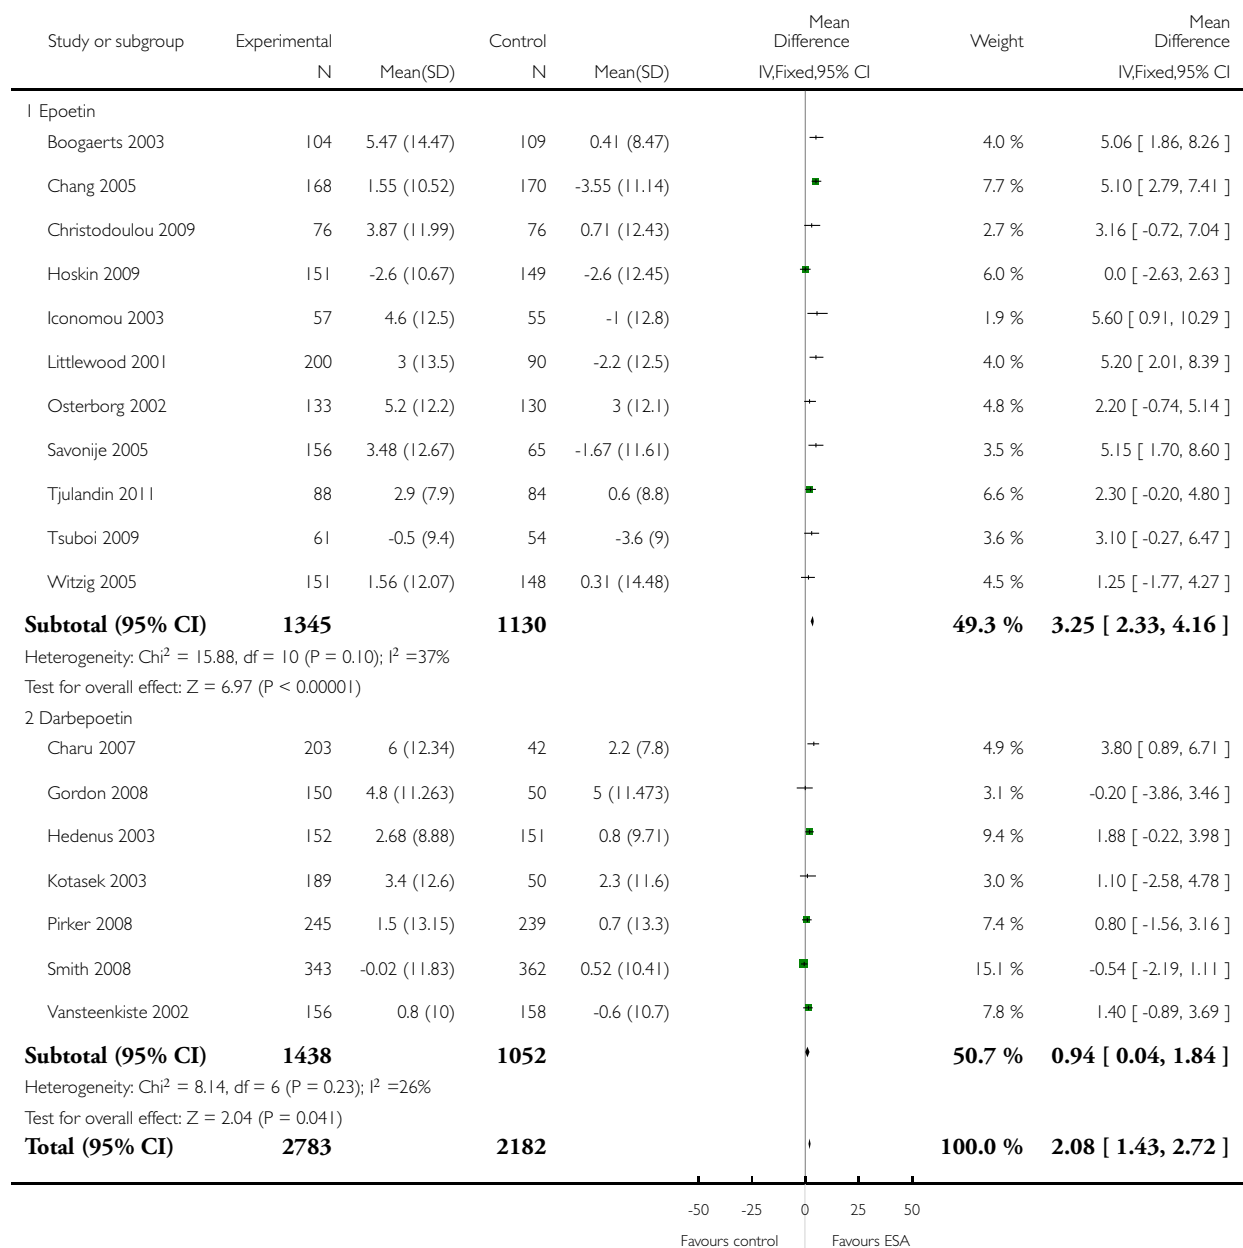 Mean Mean
Study or subgroup Experimental Control Difference Weight Difference
N Mean(SD) N Mean(SD) IV,Fixed,95% CI IV,Fixed,95% CI
1 Epoetin
Boogaerts 2003 104 5.47 (14.47) 109 0.41 (8.47) 4.0 % 5.06 [ 1.86, 8.26 ]
Chang 2005 168 1.55 (10.52) 170 -3.55 (11.14) 7.7 % 5.10 [ 2.79, 7.41 ]
Christodoulou 2009 76 3.87 (11.99) 76 0.71 (12.43) 2.7 % 3.16 [ -0.72, 7.04 ]
Hoskin 2009 151 -2.6 (10.67) 149 -2.6 (12.45) 6.0 % 0.0 [ -2.63, 2.63 ]
Iconomou 2003 57 4.6 (12.5) 55 -1 (12.8) 1.9 % 5.60 [ 0.91, 10.29 ]
Littlewood 2001 200 3 (13.5) 90 -2.2 (12.5) 4.0 % 5.20 [ 2.01, 8.39 ]
Osterborg 2002 133 5.2 (12.2) 130 3 (12.1) 4.8 % 2.20 [ -0.74, 5.14 ]
Savonije 2005 156 3.48 (12.67) 65 -1.67 (11.61) 3.5 % 5.15 [ 1.70, 8.60 ]
Tjulandin 2011 88 2.9 (7.9) 84 0.6 (8.8) 6.6 % 2.30 [ -0.20, 4.80 ]
Tsuboi 2009 61 -0.5 (9.4) 54 -3.6 (9) 3.6 % 3.10 [ -0.27, 6.47 ]
Witzig 2005 151 1.56 (12.07) 148 0.31 (14.48) 4.5 % 1.25 [ -1.77, 4.27 ]
Subtotal (95% CI) 1345 1130 49.3 % 3.25 [ 2.33, 4.16 ]
Heterogeneity: Chi² = 15.88, df = 10 (P = 0.10); I² =37%
Test for overall effect: Z = 6.97 (P < 0.00001)
2 Darbepoetin
Charu 2007 203 6 (12.34) 42 2.2 (7.8) 4.9 % 3.80 [ 0.89, 6.71 ]
Gordon 2008 150 4.8 (11.263) 50 5 (11.473) 3.1 % -0.20 [ -3.86, 3.46 ]
Hedenus 2003 152 2.68 (8.88) 151 0.8 (9.71) 9.4 % 1.88 [ -0.22, 3.98 ]
Kotasek 2003 189 3.4 (12.6) 50 2.3 (11.6) 3.0 % 1.10 [ -2.58, 4.78 ]
Pirker 2008 245 1.5 (13.15) 239 0.7 (13.3) 7.4 % 0.80 [ -1.56, 3.16 ]
Smith 2008 343 -0.02 (11.83) 362 0.52 (10.41) 15.1 % -0.54 [ -2.19, 1.11 ]
Vansteenkiste 2002 156 0.8 (10) 158 -0.6 (10.7) 7.8 % 1.40 [ -0.89, 3.69 ]
Subtotal (95% CI) 1438 1052 50.7 % 0.94 [ 0.04, 1.84 ]
Heterogeneity: Chi² = 8.14, df = 6 (P = 0.23); I² =26%
Test for overall effect: Z = 2.04 (P = 0.041)
Total (95% CI) 2783 2182 100.0 % 2.08 [ 1.43, 2.72 ]
-50 -25 0 25 50
Favours control Favours ESA